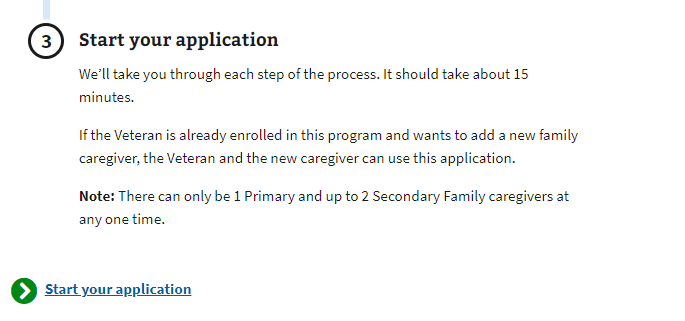 3 Start your application
We’ll take you through each step of the process. It should take about 15
minutes.
If the Veteran is already enrolled in this program and wants to add a new family
caregiver, the Veteran and the new caregiver can use this application.
Note: There can only be 1 Primary and up to 2 Secondary Family caregivers at
any one time.
Start your application